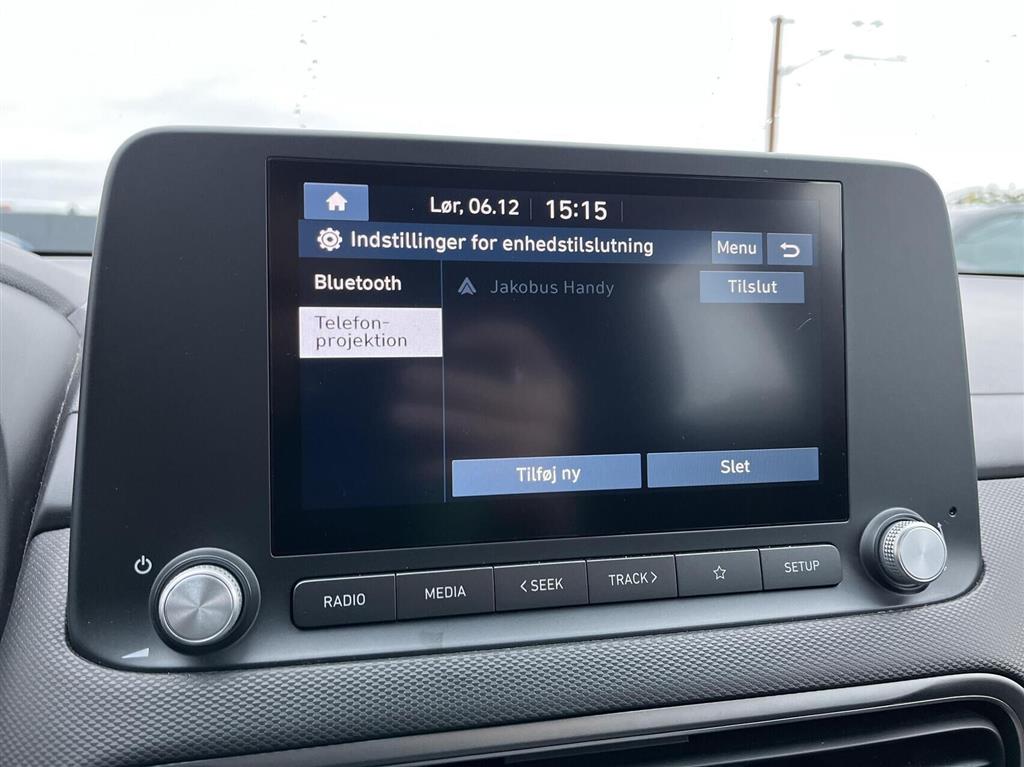 Lør, 06.12 15:15
Indstillinger for enhedstilslutning Menu
Bluetooth
Jakobus Handy Tilslut
Telefon-
projektion
Tilføj ny Slet
RADIO MEDIA < SEEK TRACK > SETUP